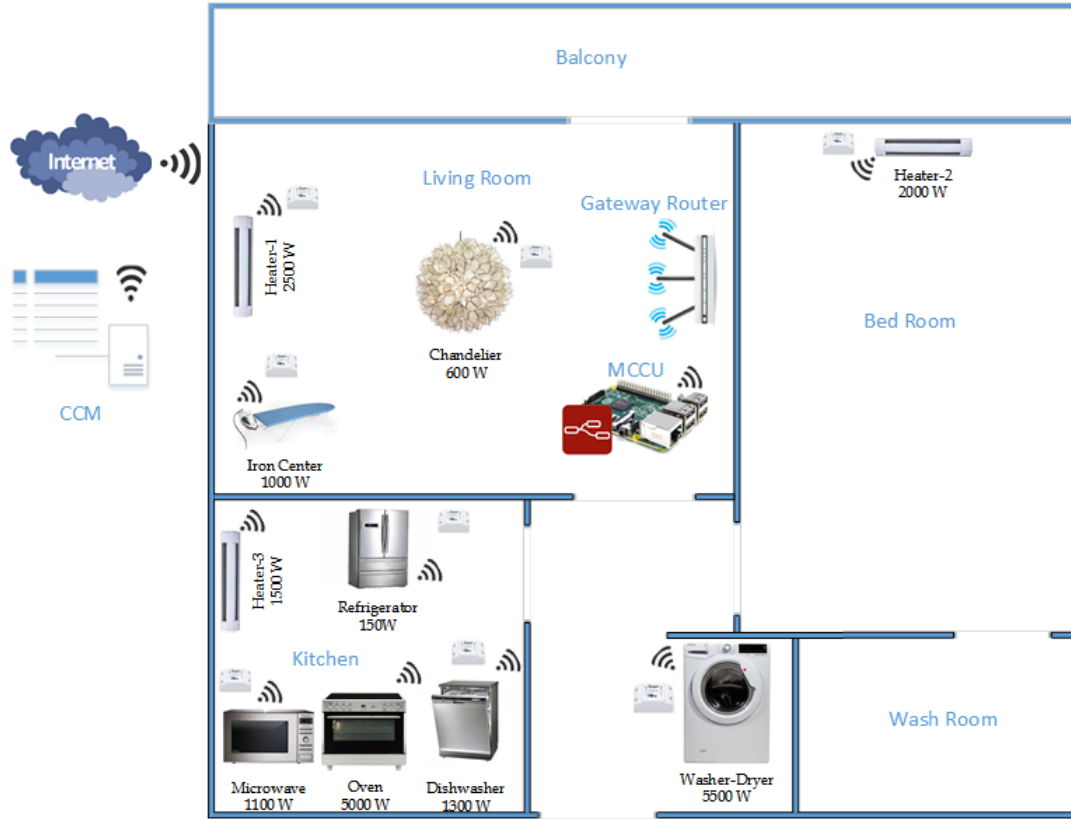 Balcony
Internet
Living Room
Heater-2
2000 W
Gateway Router
Heater-1
2500 W
Bed Room
Chandelier
600 W
MCCU
CCM
Iron Center
1000 W
Heater-3
1500 W
Refrigerator
150W
Kitchen
Wash Room
Microwave
1100 W
Oven
5000 W
Dishwasher
1300 W
Washer-Dryer
5500 W